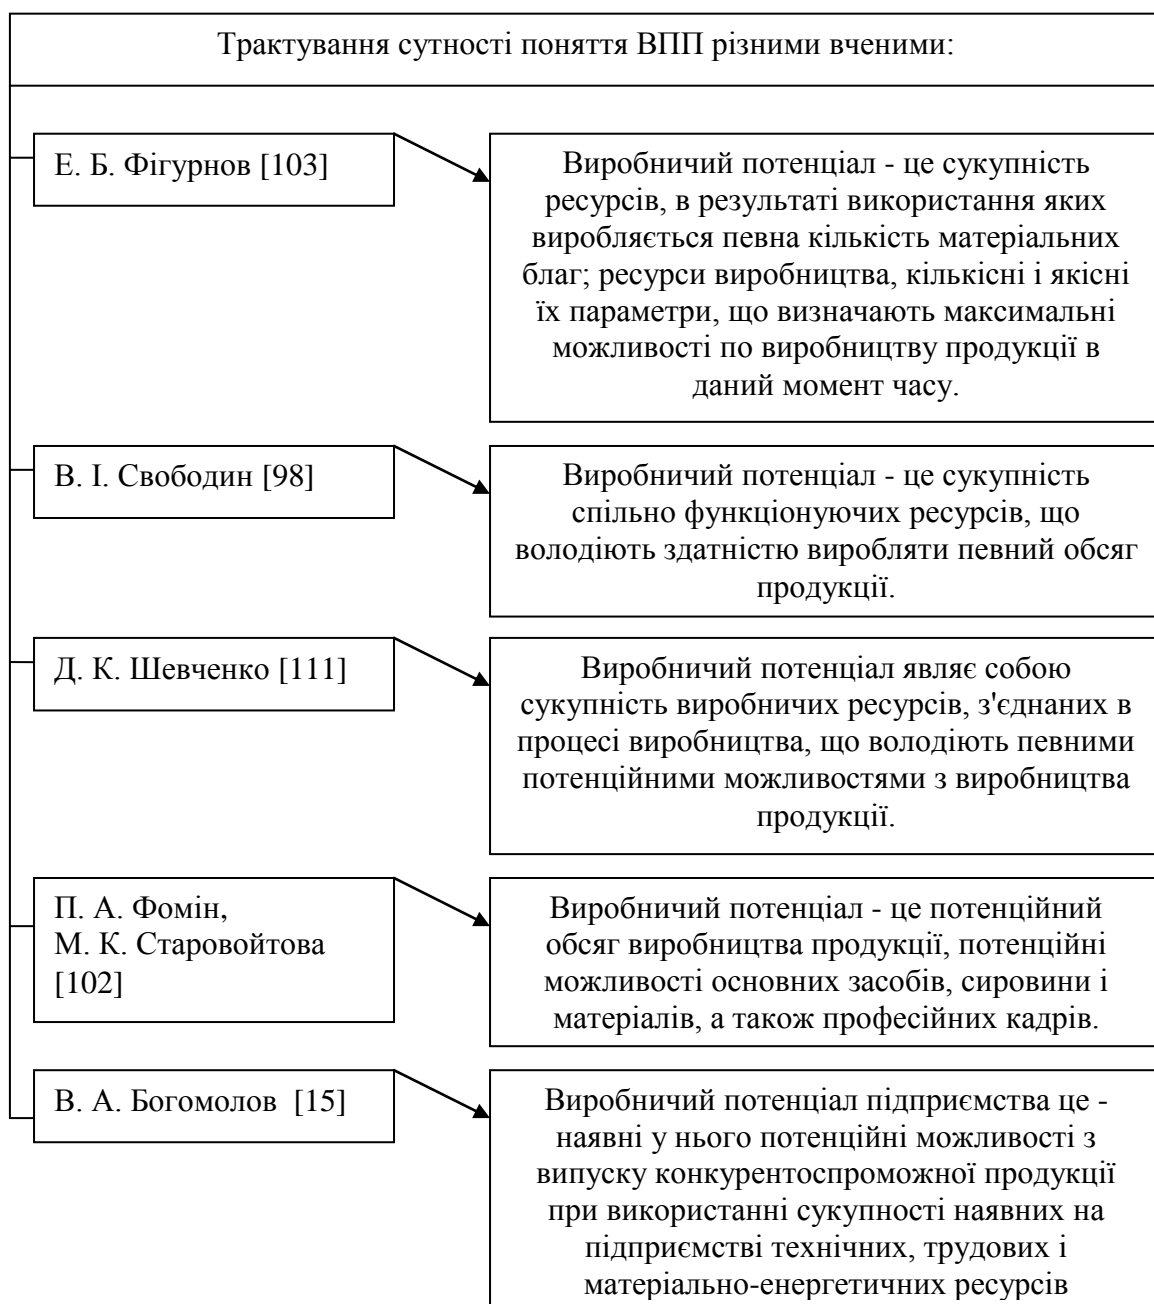 Трактування сутності поняття ВПП різними вченими:
Е. Б. Фігурнов [103]
Виробничий потенціал - це сукупність
ресурсів, в результаті використання яких
виробляється певна кількість матеріальних
благ; ресурси виробництва, кількісні і якісні
їх параметри, що визначають максимальні
можливості по виробництву продукції в
даний момент часу.
В. І. Свободин [98]
Виробничий потенціал - це сукупність
спільно функціонуючих ресурсів, що
володіють здатністю виробляти певний обсяг
продукції.
Д. К. Шевченко [111]
Виробничий потенціал являє собою
сукупність виробничих ресурсів, з'єднаних в
процесі виробництва, що володіють певними
потенційними можливостями з виробництва
продукції.
П. А. Фомін,
М. К. Старовойтова
[102]
Виробничий потенціал - це потенційний
обсяг виробництва продукції, потенційні
можливості основних засобів, сировини і
матеріалів, а також професійних кадрів.
В. А. Богомолов [15]
Виробничий потенціал підприємства це -
наявні у нього потенційні можливості з
випуску конкурентоспроможної продукції
при використанні сукупності наявних на
підприємстві технічних, трудових і
матеріально-енергетичних ресурсів